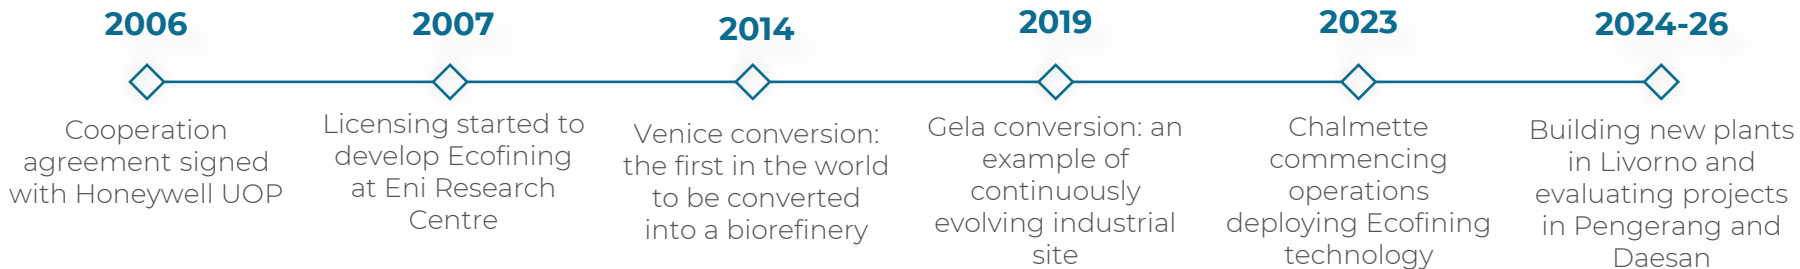 2006
Cooperation
agreement signed
with Honeywell UOP
2007
Licensing started to
develop Ecofining
at Eni Research
Centre
2014
Venice conversion:
the first in the world
to be converted
into a biorefinery
2019
Gela conversion: an
example of
continuously
evolving industrial
site
2023
Chalmette
commencing
operations
deploying Ecofining
technology
2024-26
Building new plants
in Livorno and
evaluating projects
in Pengerang and
Daesan